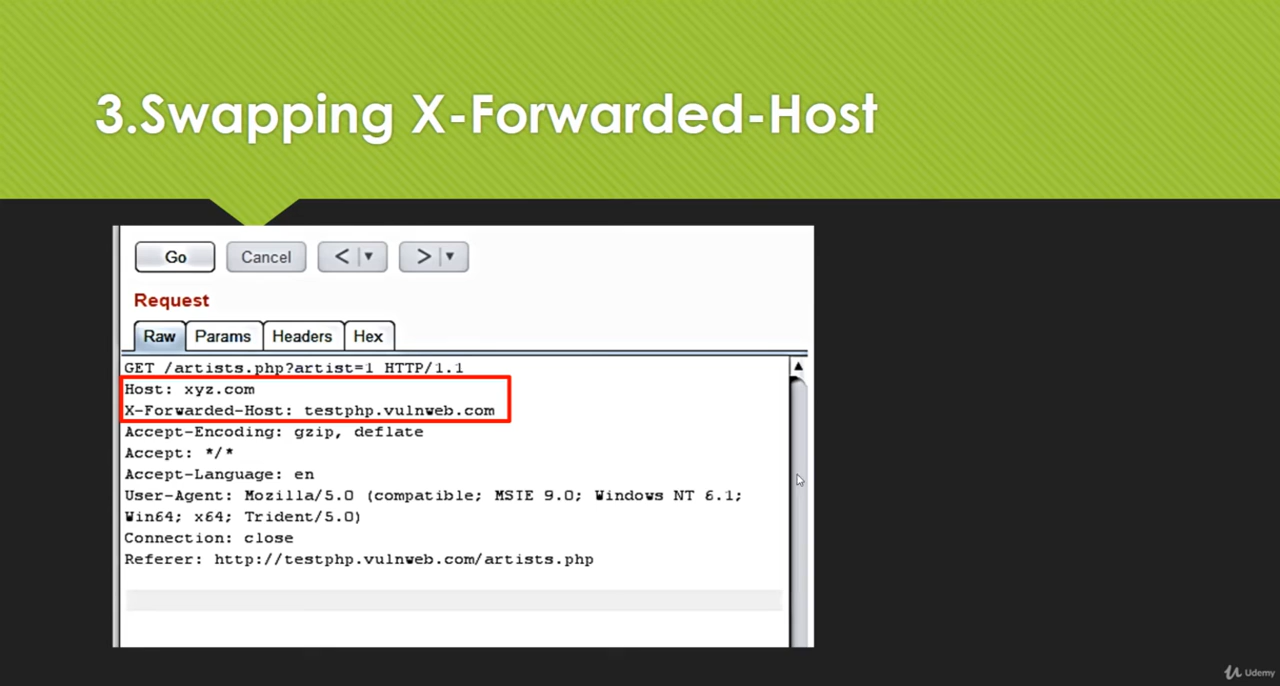 3.Swapping X-Forwarded-Host
Go
Cancel
<
>
Request
Raw
Params
Headers
Hex
GET /artists.php?artist=1 HTTP/1.1
Host: xyz.com
X-Forwarded-Host: testphp.vulnweb.com
Accept-Encoding: gzip, deflate
Accept: */*
Accept-Language: en
User-Agent: Mozilla/5.0 (compatible; MSIE 9.0; Windows NT 6.1;
Win64; x64; Trident/5.0)
Connection: close
Referer: http://testphp.vulnweb.com/artists.php
Udemy